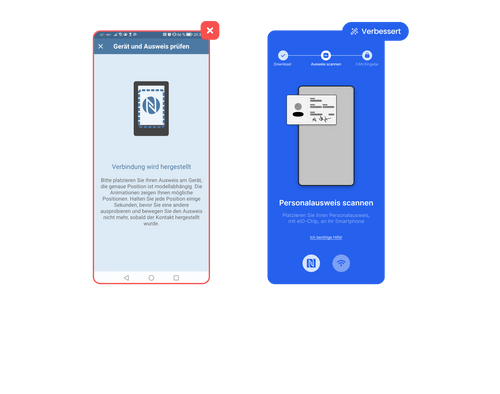 Gerät und Ausweis prüfen
Verbindung wird hergestellt
Bitte platzieren Sie Ihren Ausweis am Gerät,
die genaue Position ist modellabhängig. Die
Animationen zeigen Ihnen mögliche
Positionen. Halten Sie jede Position einige
Sekunden, bevor Sie eine andere
ausprobieren und bewegen Sie den Ausweis
nicht mehr, sobald der Kontakt hergestellt
wurde.
Verbessert
Download
Ausweis scannen
Personalausweis scannen
Platzieren Sie Ihren Personalausweis,
mit eID-Chip, an Ihr Smartphone
Ich benötige Hilfe!